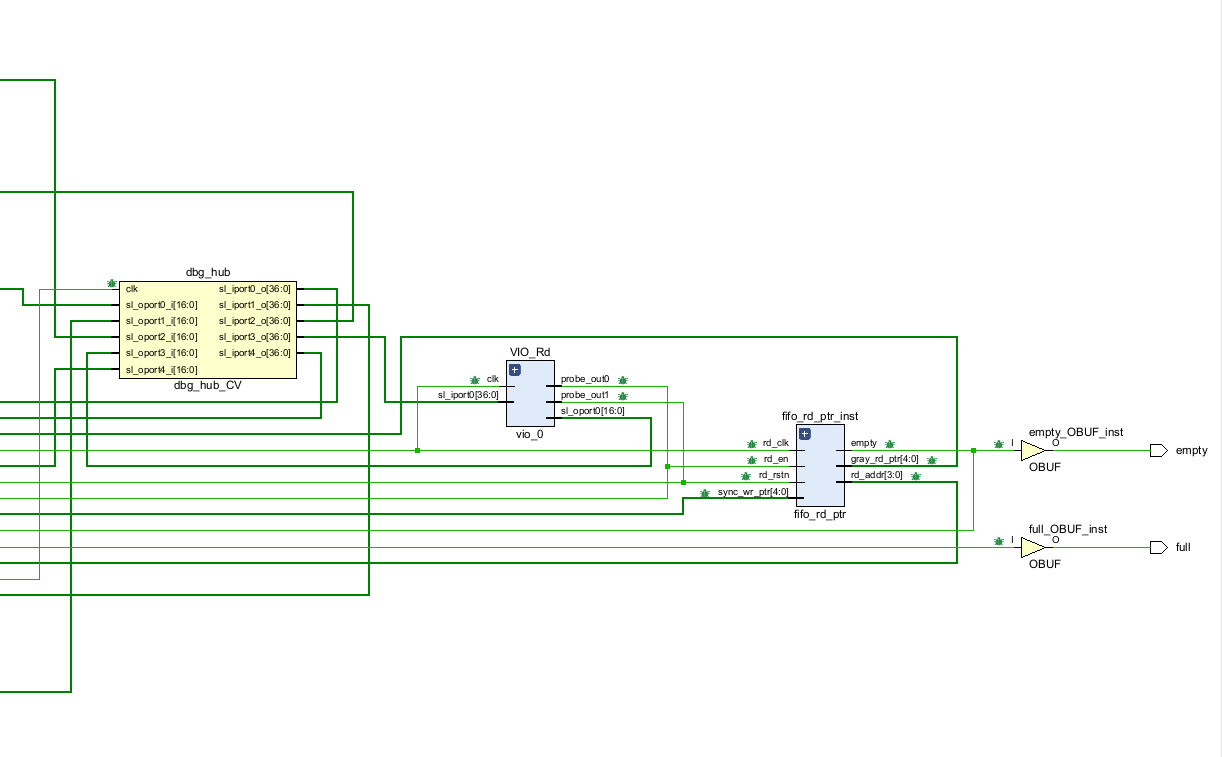 dbg_hub
clk sl_iport0_o[36:0]
sl_oport0_i[16:0] sl_iport1_o[36:0]
sl_oport1_i[16:0] sl_iport2_o[36:0]
sl_oport2_i[16:0] sl_iport3_o[36:0]
sl_oport3_i[16:0] sl_iport4_o[36:0]
sl_oport4_i[16:0]
dbg_hub_CV
VIO_Rd
clk probe_out0
sl_iport0[36:0] probe_out1
sl_oport0[16:0]
vio_0
fifo_rd_ptr_inst
rd_clk empty
rd_en gray_rd_ptr[4:0]
rd_rstn rd_addr[3:0]
sync_wr_ptr[4:0]
fifo_rd_ptr
empty_OBUF_inst
I O
empty
OBUF
full_OBUF_inst
I O
full
OBUF